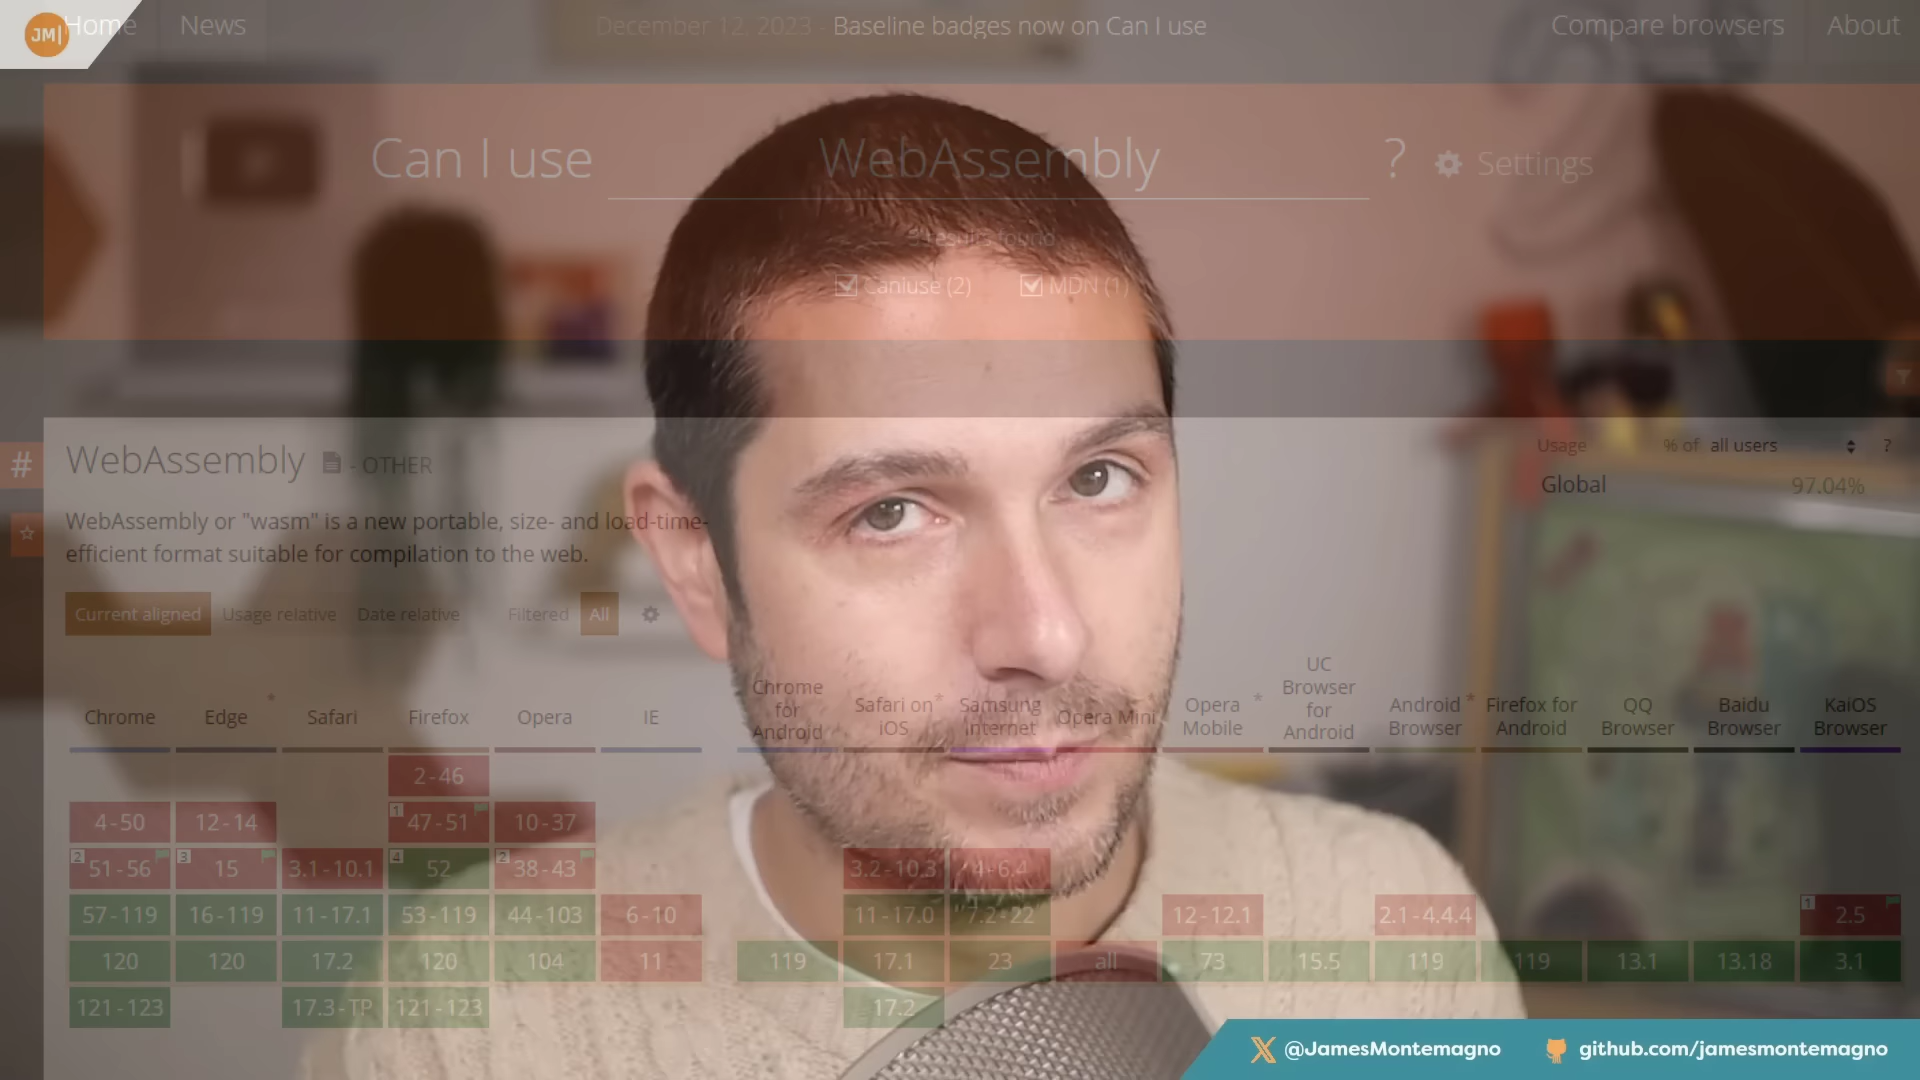 JM|
Home News December 12, 2023 - Baseline badges now on Can I use Compare browsers About
Can I use WebAssembly ? Settings
found
Caniuse (2) MDN (1)
# WebAssembly - OTHER
Usage % of all users ?
Global 97.04%
WebAssembly or "wasm" is a new portable, size- and load-time-
efficient format suitable for compilation to the web.
Current aligned Usage relative Date relative Filtered All
Chrome Edge * Safari Firefox Opera IE Chrome for Android Safari on iOS * Samsung Internet Opera Mini Opera Mobile * UC Browser for Android Android Browser * Firefox for Android QQ Browser Baidu Browser KaiOS Browser
2-46
4-50 12-14 1 47-51 10-37
2 51-56 3 15 3.1-10.1 4 52 2 38-43 3.2-10.3 4-6.4
57-119 16-119 11-17.1 53-119 44-103 6-10 11-17.0 7.2-22 12-12.1 2.1-4.4.4 1 2.5
120 120 17.2 120 104 11 119 17.1 23 all 73 15.5 119 119 13.1 13.18 3.1
121-123 17.3-TP 121-123 17.2
@JamesMontemagno github.com/jamesmontemagno